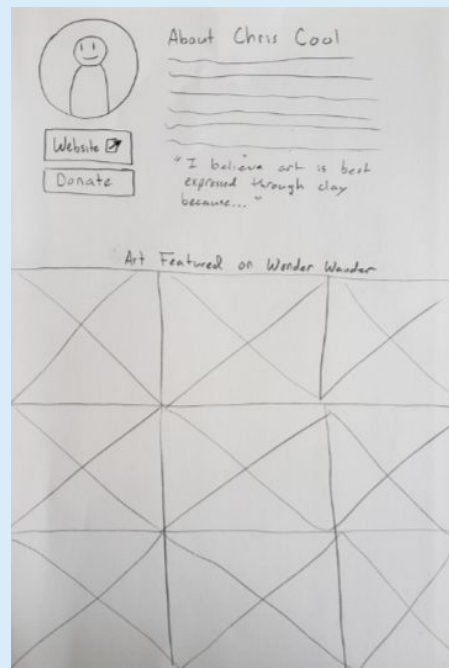 About Chris Cool
Website
Donate
"I believe art is best
expressed through clay
because..."
Art Featured on Wonder Wander